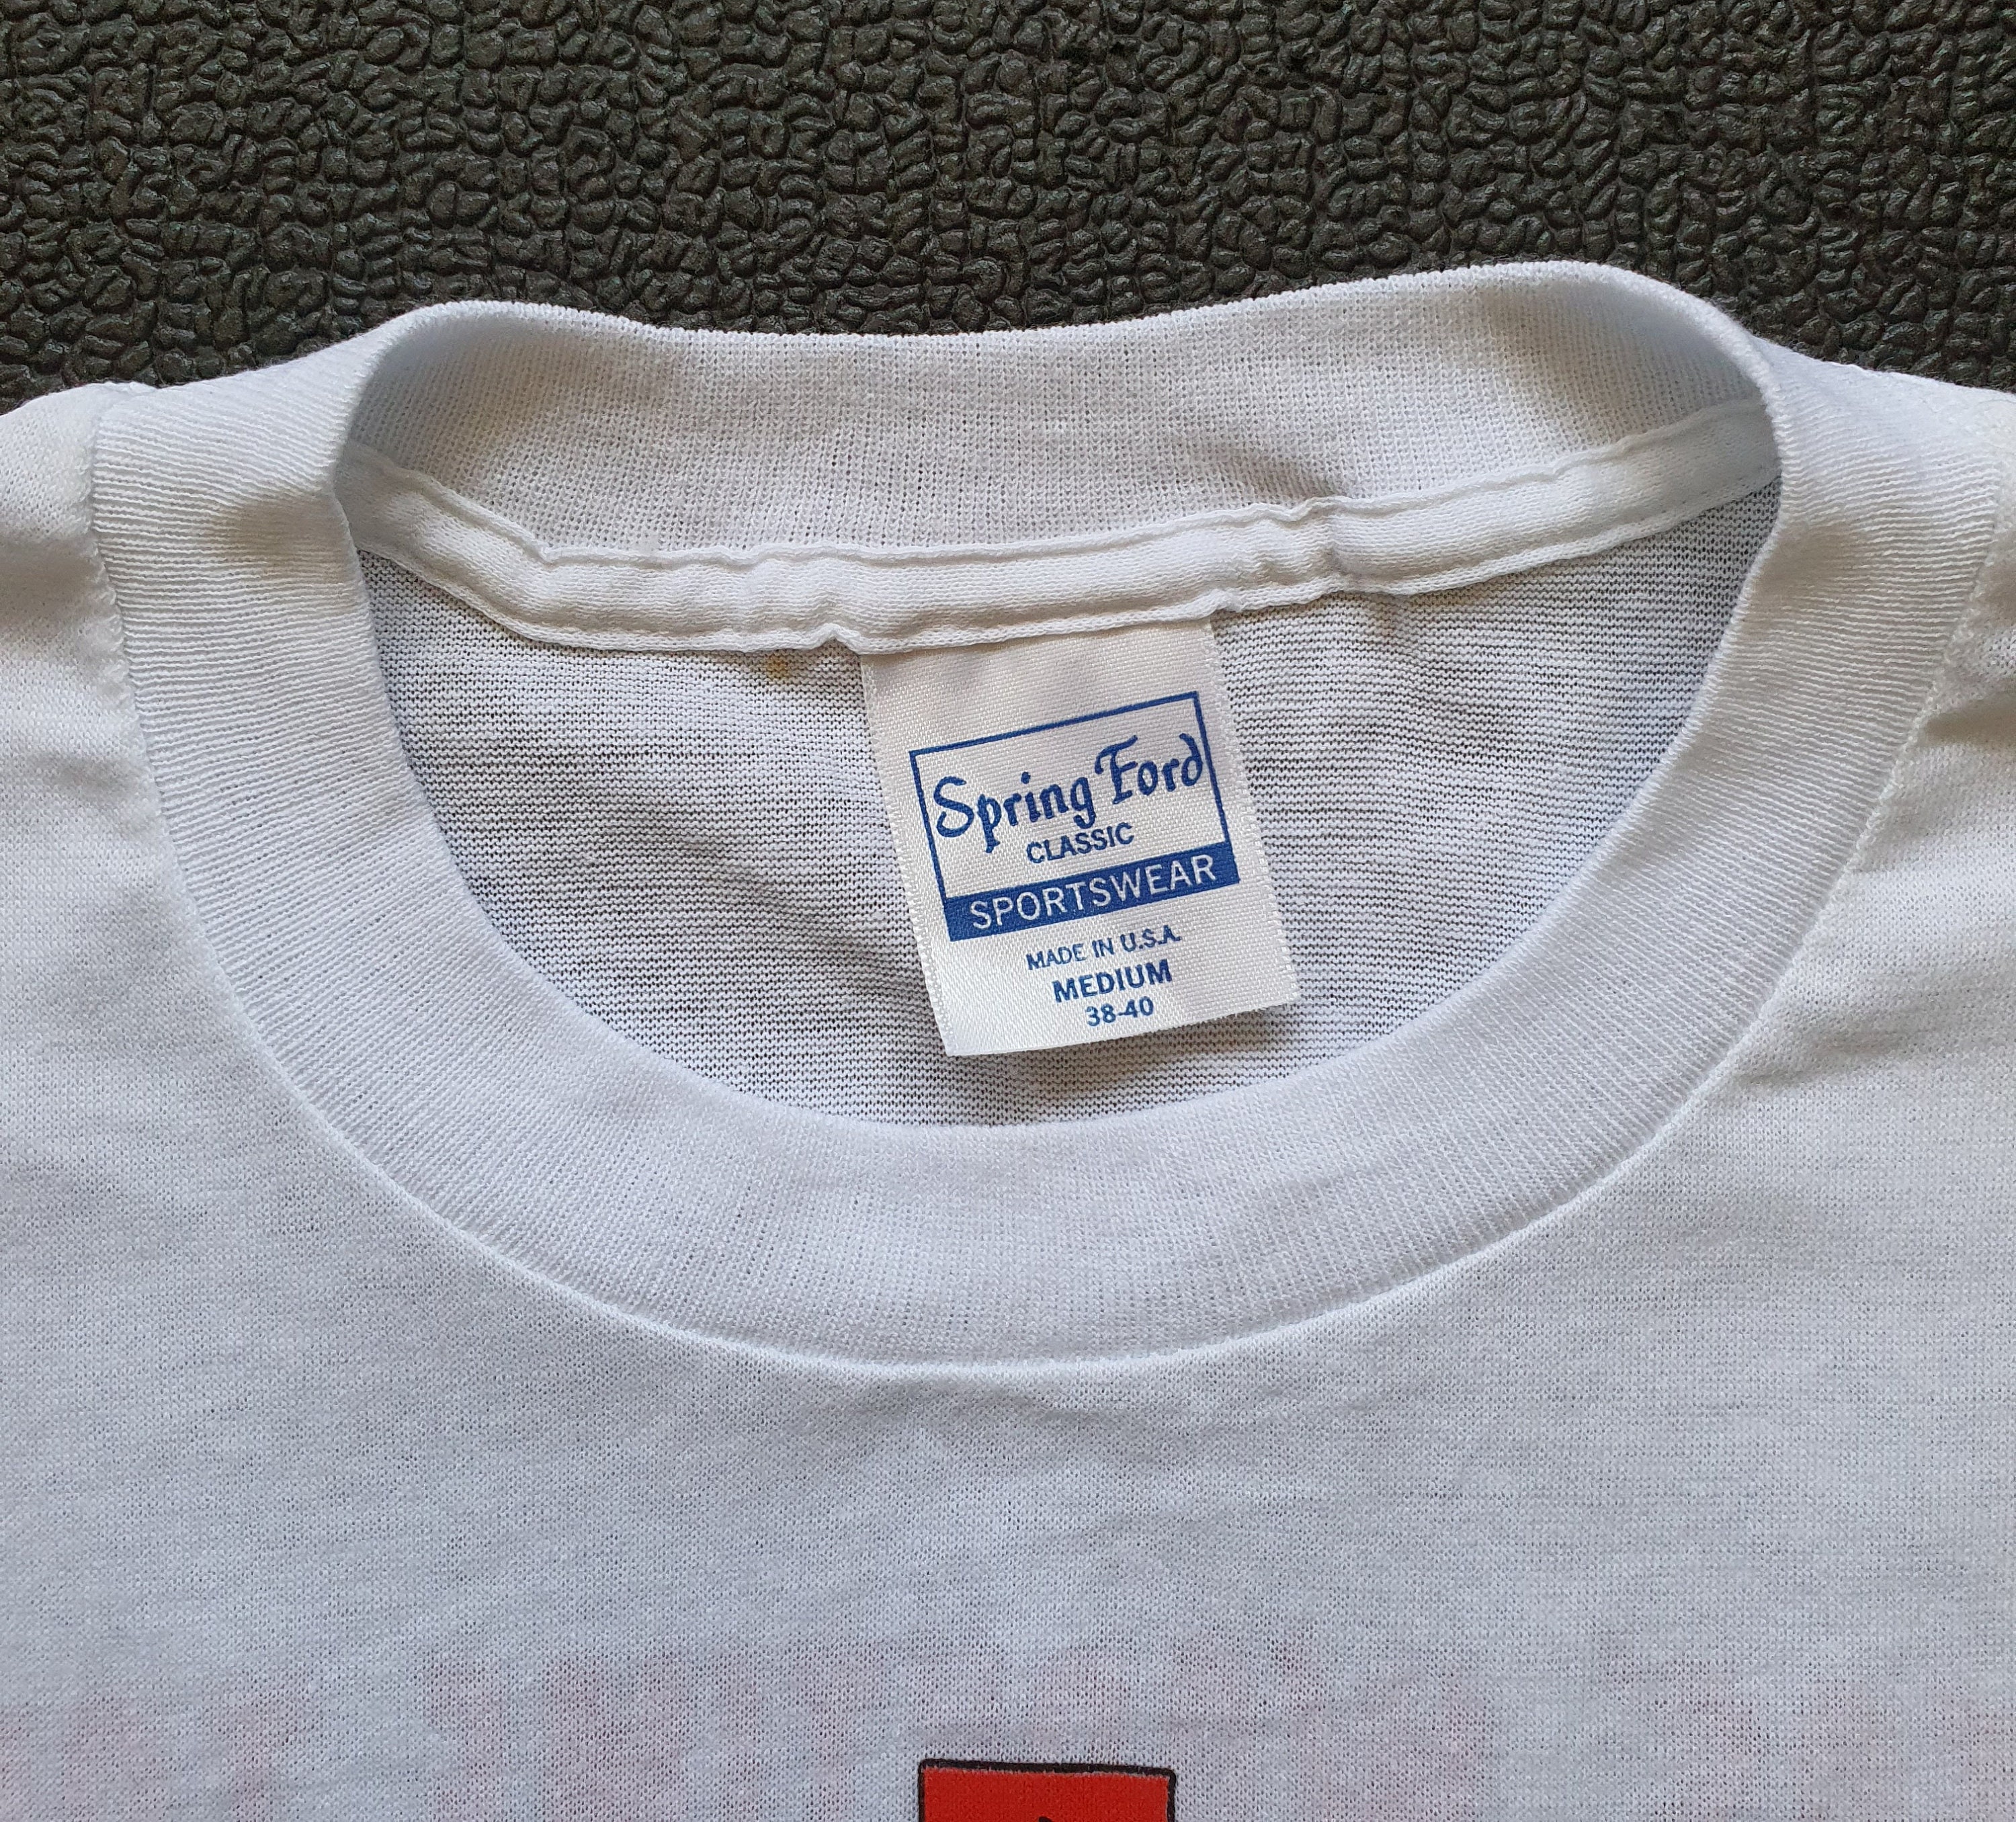 Spring Ford
CLASSIC
SPORTSWEAR
MADE IN U.S.A.
MEDIUM
38-40